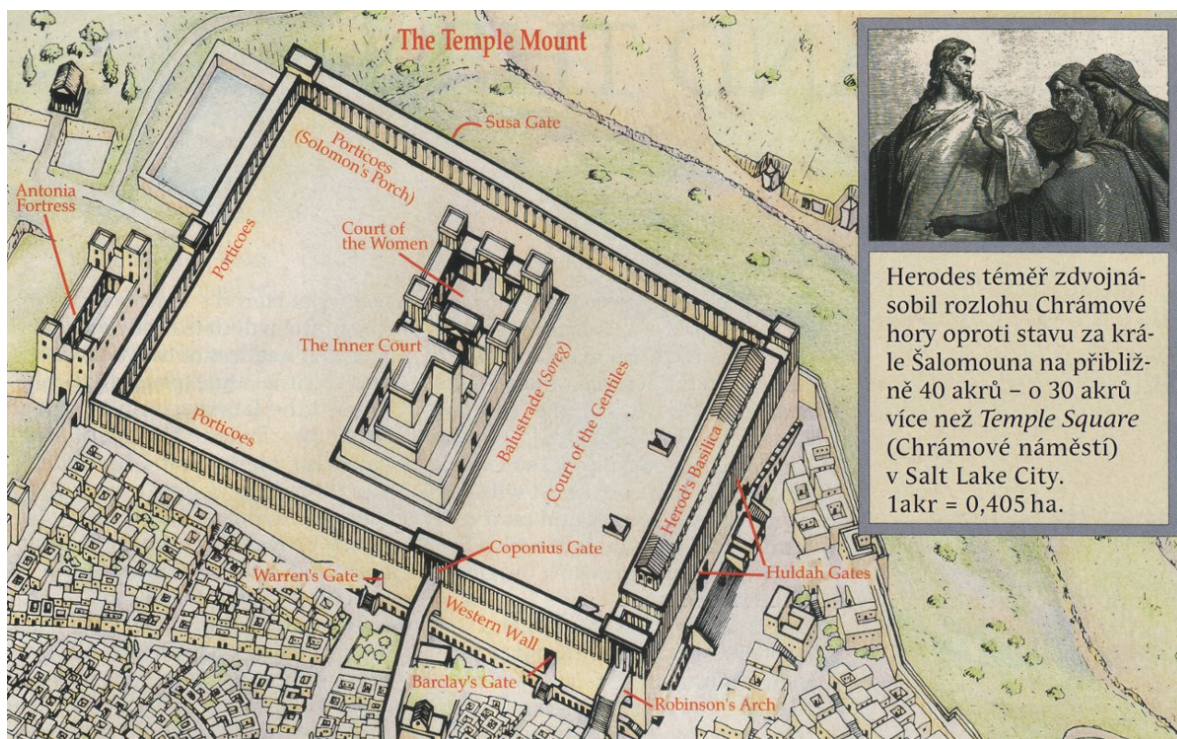 The Temple Mount
Susa Gate
Porticoes
(Solomon's Porch)
Antonia
Fortress
Porticoes
Court of
the Women
The Inner Court
Balustrade (Soreg)
Court of the Gentiles
Herod's Basilica
Porticoes
Coponius Gate
Warren's Gate
Huldah Gates
Western Wall
Barclay's Gate
Robinson's Arch
Herodes téměř zdvojná-
sobil rozlohu Chrámové
hory oproti stavu za krá-
le Šalomouna na přibliž-
ně 40 akrů – o 30 akrů
více než Temple Square
(Chrámové náměstí)
v Salt Lake City.
1akr = 0,405 ha.